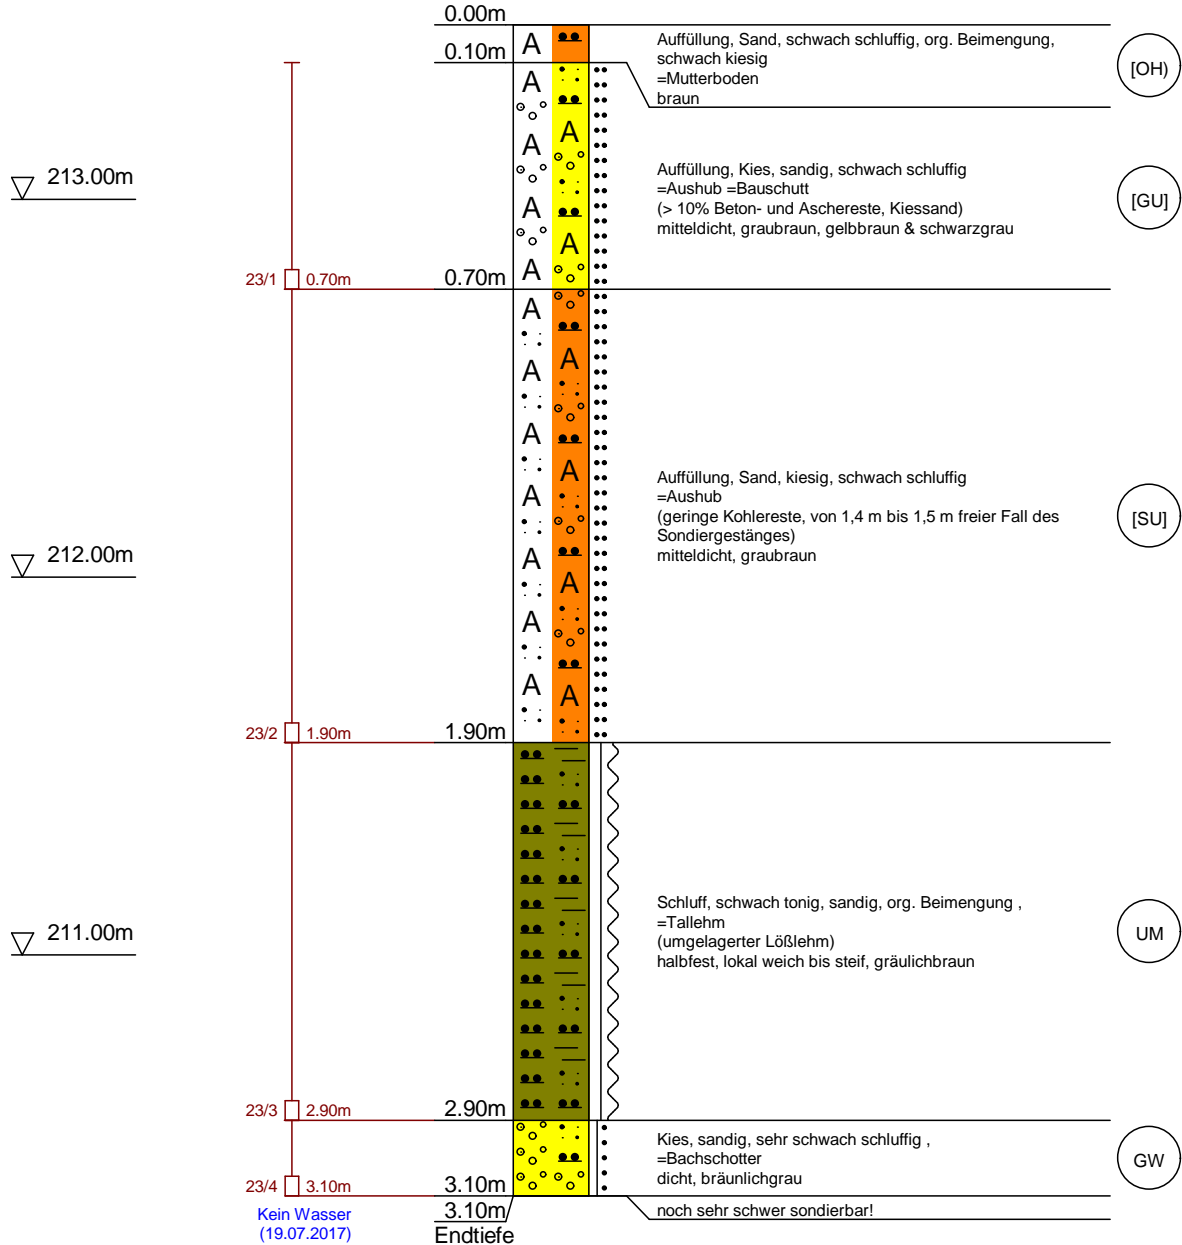 0.00m
A
Auffüllung, Sand, schwach schluffig, org. Beimengung,
schwach kiesig
=Mutterboden
braun
[OH)
0.10m
A
A
A
A
A
A
213.00m
Auffüllung, Kies, sandig, schwach schluffig
=Aushub =Bauschutt
(> 10% Beton- und Aschereste, Kiessand)
mitteldicht, graubraun, gelbbraun & schwarzgrau
[GU]
23/1 0.70m
0.70m
A
A
A
A
A
A
A
A
A
A
A
212.00m
Auffüllung, Sand, kiesig, schwach schluffig
=Aushub
(geringe Kohlereste, von 1,4 m bis 1,5 m freier Fall des
Sondiergestänges)
mitteldicht, graubraun
[SU]
23/2 1.90m
1.90m
211.00m
Schluff, schwach tonig, sandig, org. Beimengung ,
=Tallehm
(umgelagerter Lößlehm)
halbfest, lokal weich bis steif, gräulichbraun
UM
23/3 2.90m
2.90m
Kies, sandig, sehr schwach schluffig ,
=Bachschotter
dicht, bräunlichgrau
GW
23/4 3.10m
3.10m
Kein Wasser
(19.07.2017)
3.10m
Endtiefe
noch sehr schwer sondierbar!